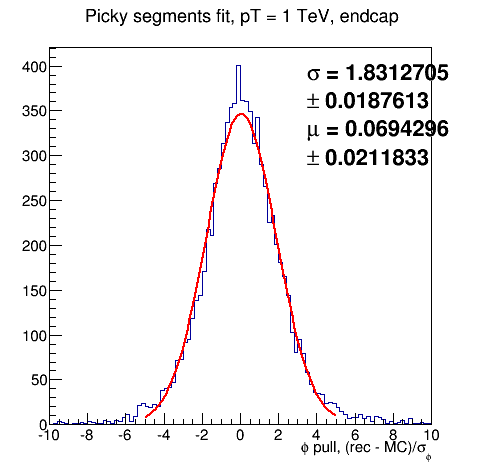 Picky segments fit, pT = 1 TeV, endcap
σ = 1.8312705
± 0.0187613
μ = 0.0694296
± 0.0211833
400
350
300
250
200
150
100
50
0
-10 -8 -6 -4 -2 0 2 4 6 8 10
ϕ pull, (rec - MC)/σϕ